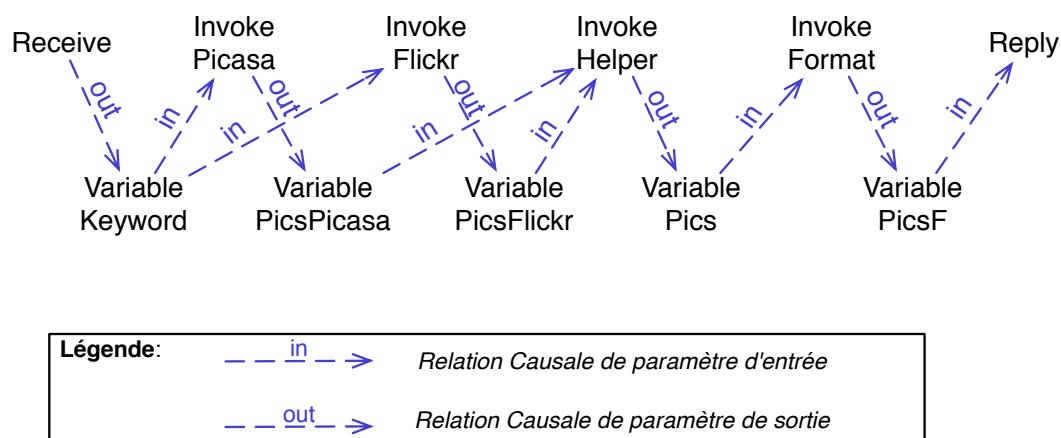 Receive
Invoke
Picasa
Invoke
Flickr
Invoke
Helper
Invoke
Format
Reply
out
in
in
out
out
in
in
out
in
out
in
Variable
Keyword
Variable
PicsPicasa
Variable
PicsFlickr
Variable
Pics
Variable
PicsF
Légende:
in
Relation Causale de paramètre d'entrée
out
Relation Causale de paramètre de sortie